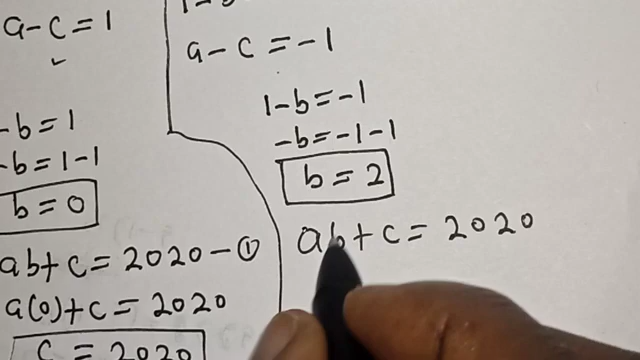 a-c=1
-b=1
-b=1-1
b=0
ab+c=2020-①
a(0)+c=2020
c=2020
a-c=-1
1-b=-1
-b=-1-1
b=2
ab+c=2020